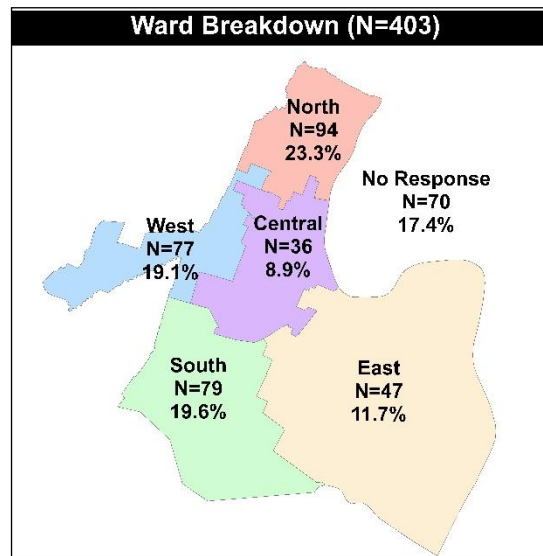 Ward Breakdown (N=403)
North
N=94
23.3%
No Response
N=70
17.4%
West
N=77
19.1%
Central
N=36
8.9%
South
N=79
19.6%
East
N=47
11.7%